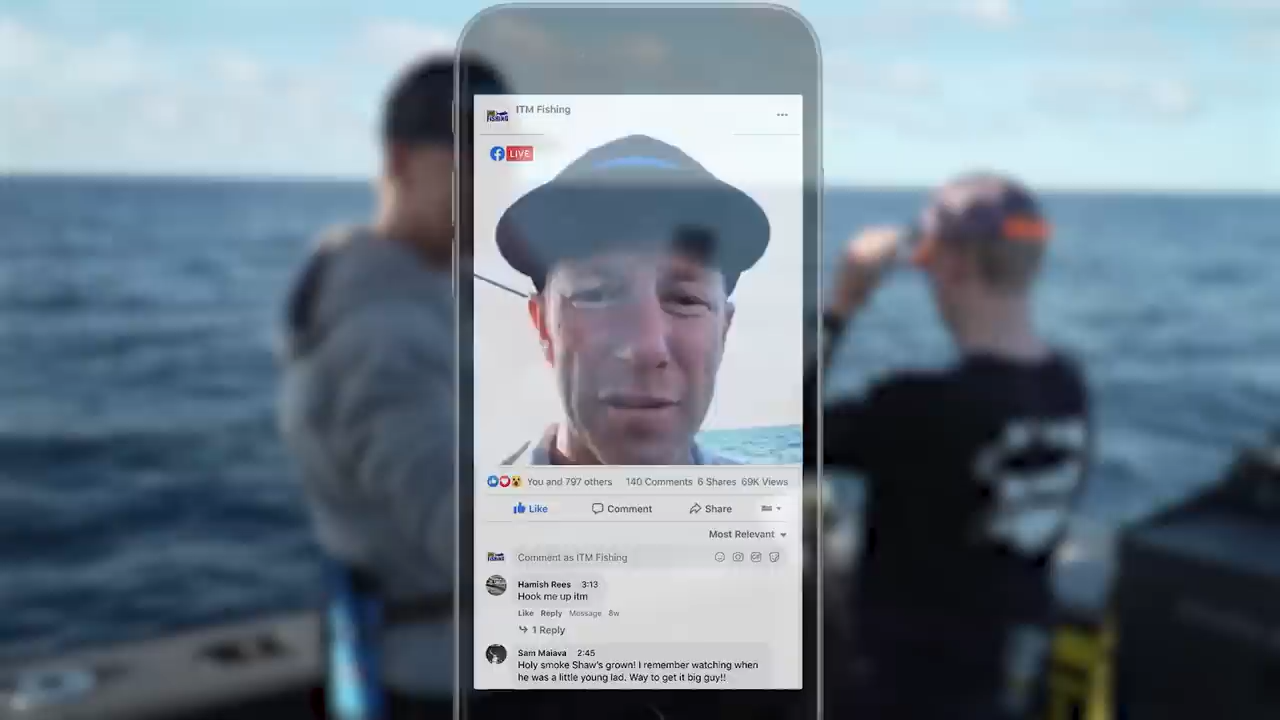 FISHING
ITM Fishing
LIVE
You and 797 others 140 Comments 6 Shares 69K Views
Like Comment Share
Most Relevant
FISHING
Comment as ITM Fishing
GIF
Hamish Rees 3:13
Hook me up itm
Like Reply Message 8w
1 Reply
Sam Maiava 2:45
Holy smoke Shaw's grown! I remember watching when
he was a little young lad. Way to get it big guy!!